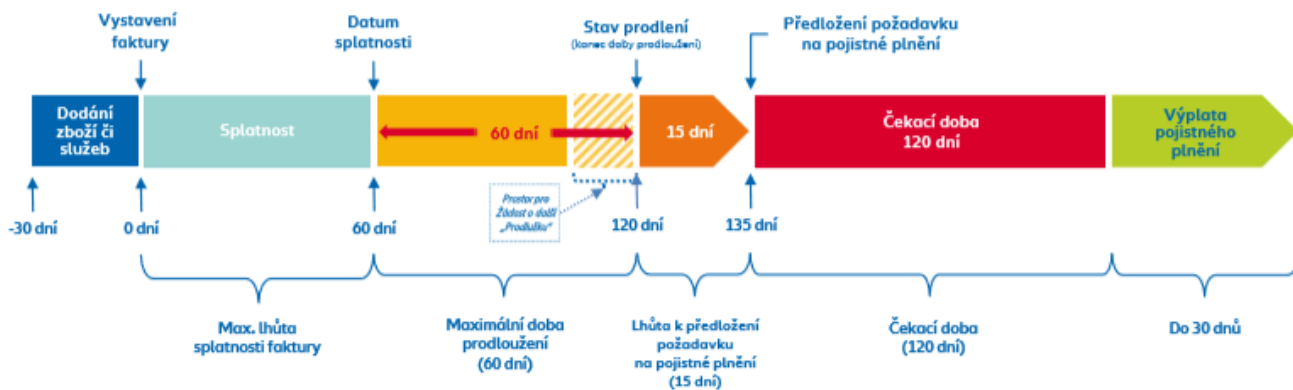 Vystavení
faktury
Datum
splatnosti
Stav prodlení
(konec doby prodloužení)
Předložení požadavku
na pojistné plnění
Dodání
zboží či
služeb
Splatnost
60 dní
15 dní
Čekací doba
120 dní
Výplata
pojistného
plnění
Prostor pro
Žádost o další
„Prodlužku“
-30 dní
0 dní
60 dní
120 dní
135 dní
Max. lhůta
splatnosti faktury
Maximální doba
prodloužení
(60 dní)
Lhůta k předložení
požadavku
na pojistné plnění
(15 dní)
Čekací doba
(120 dní)
Do 30 dnů